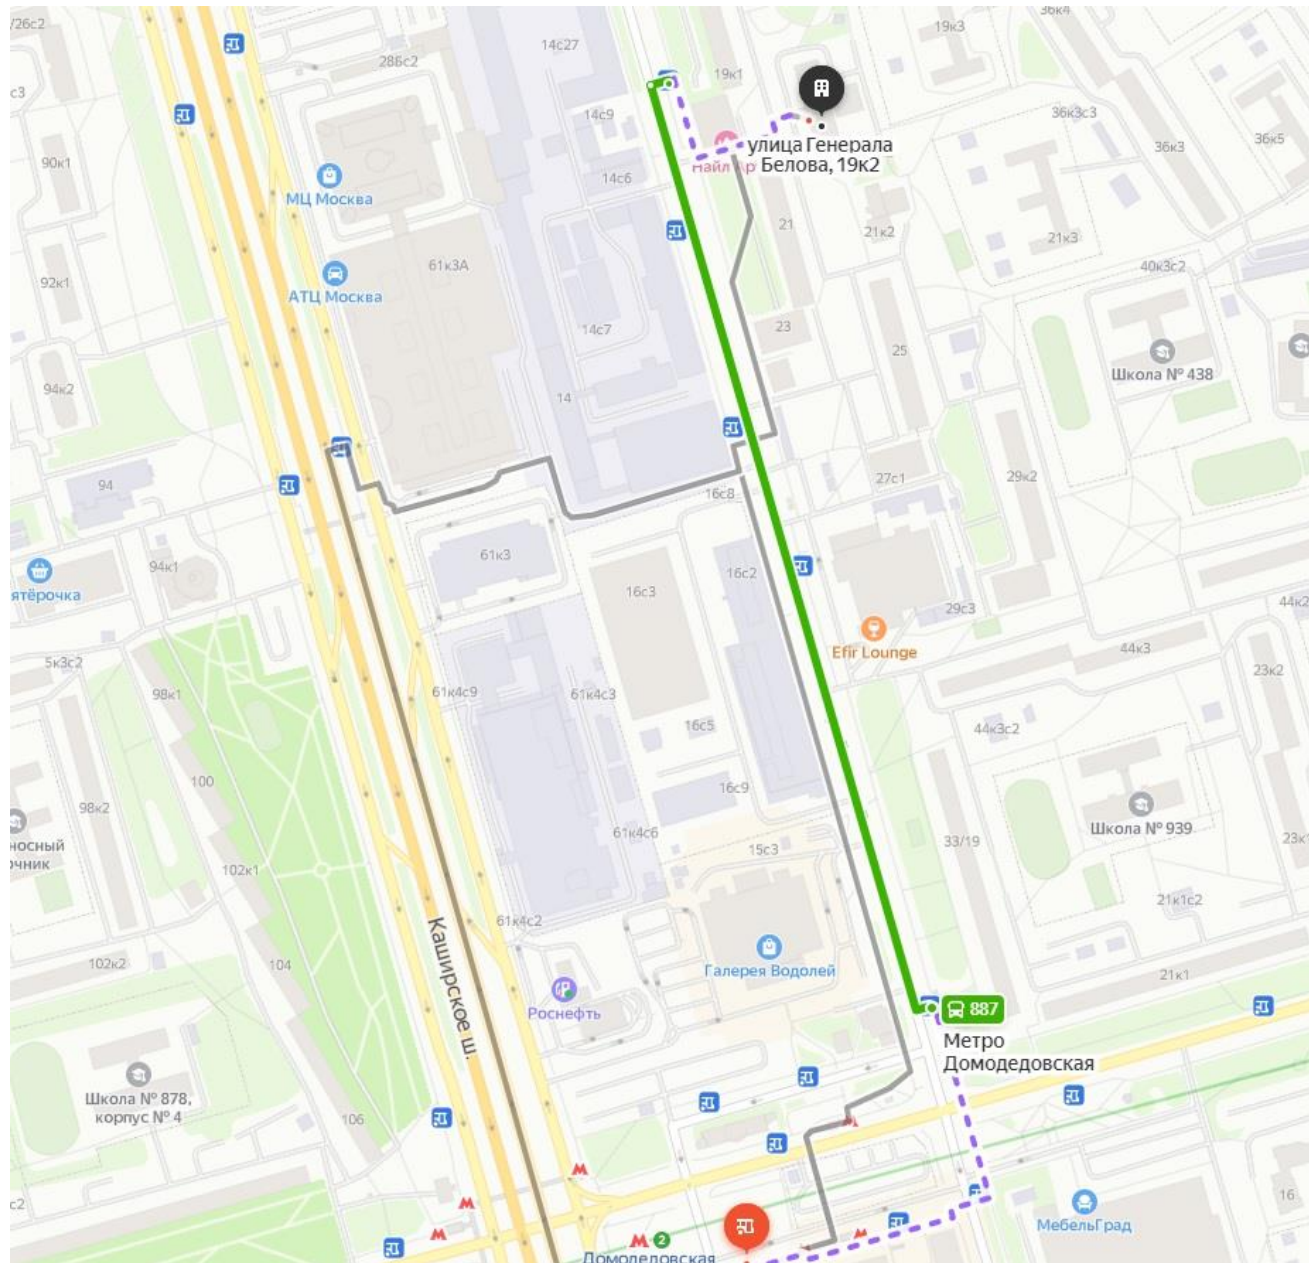 /26с2
14с27
19к3
36к4
286с2
19к1
с3
14с9
36к3с3
36к5
90к1
улица Генерала
Белова, 19к2
36к3
МЦ Москва
14с6
21
21к2
21к3
61к3А
40к3с2
92к1
АТЦ Москва
14с7
23
25
Школа № 438
94к2
14
94
27с1
29к2
16с8
61к3
94к1
16с2
16с3
ятёрочка
29с3
44к2
Efir Lounge
44к3
5к3с2
23к2
98к1
61к4с9
61к4с3
16с5
44к3с2
100
16с9
98к2
61к4с6
Школа № 939
носный
чник
33/19
23к
15с3
102к1
21к1с2
61к4с2
Каширское ш.
102к2
104
Галерея Водолей
21к1
Роснефть
887
Метро
Домодедовская
Школа № 878,
корпус № 4
106
с2
16
МебельГрад
2
Домодедовская